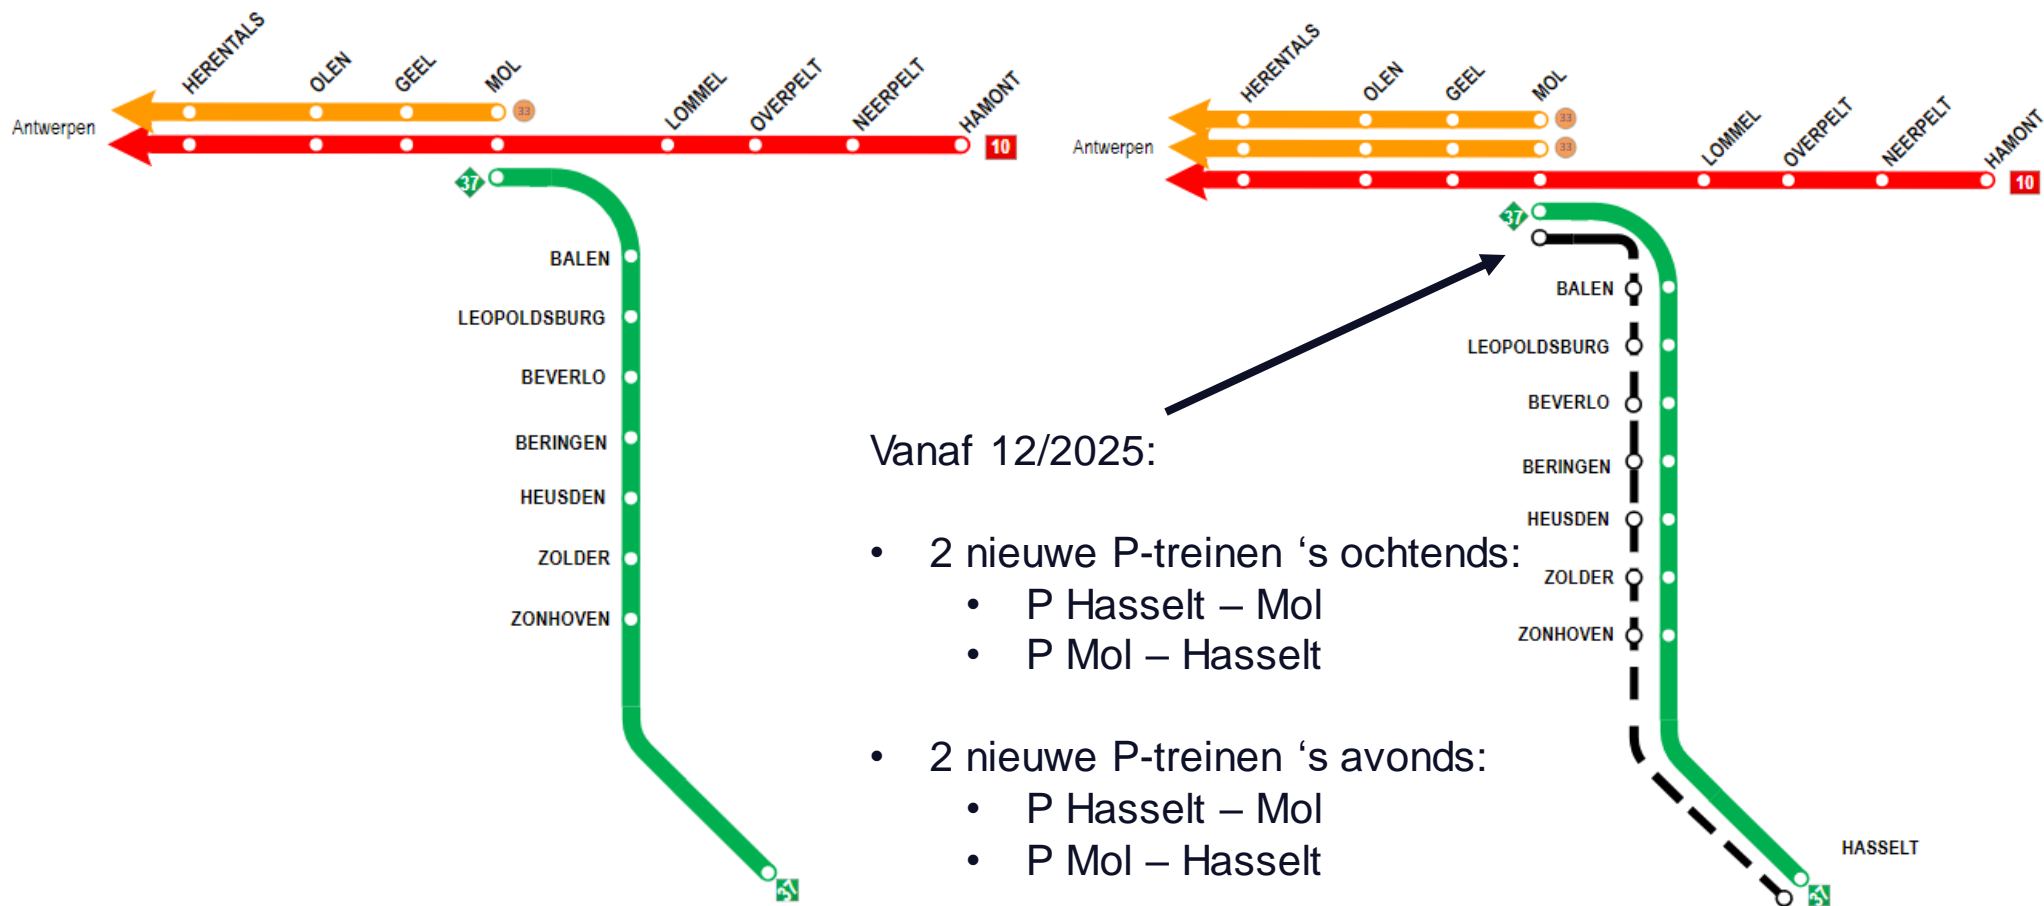 HERENTALS
OLEN
GEEL
MOL
33
LOMMEL
OVERPELT
NEERPELT
HAMONT
Antwerpen
10
37
BALEN
LEOPOLDSBURG
BEVERLO
BERINGEN
HEUSDEN
ZOLDER
ZONHOVEN
37
HERENTALS
OLEN
GEEL
MOL
33
33
LOMMEL
OVERPELT
NEERPELT
HAMONT
Antwerpen
10
37
BALEN
LEOPOLDSBURG
BEVERLO
BERINGEN
HEUSDEN
ZOLDER
ZONHOVEN
HASSELT
37
Vanaf 12/2025:
• 2 nieuwe P-treinen ‘s ochtends:
• P Hasselt – Mol
• P Mol – Hasselt
• 2 nieuwe P-treinen ‘s avonds:
• P Hasselt – Mol
• P Mol – Hasselt